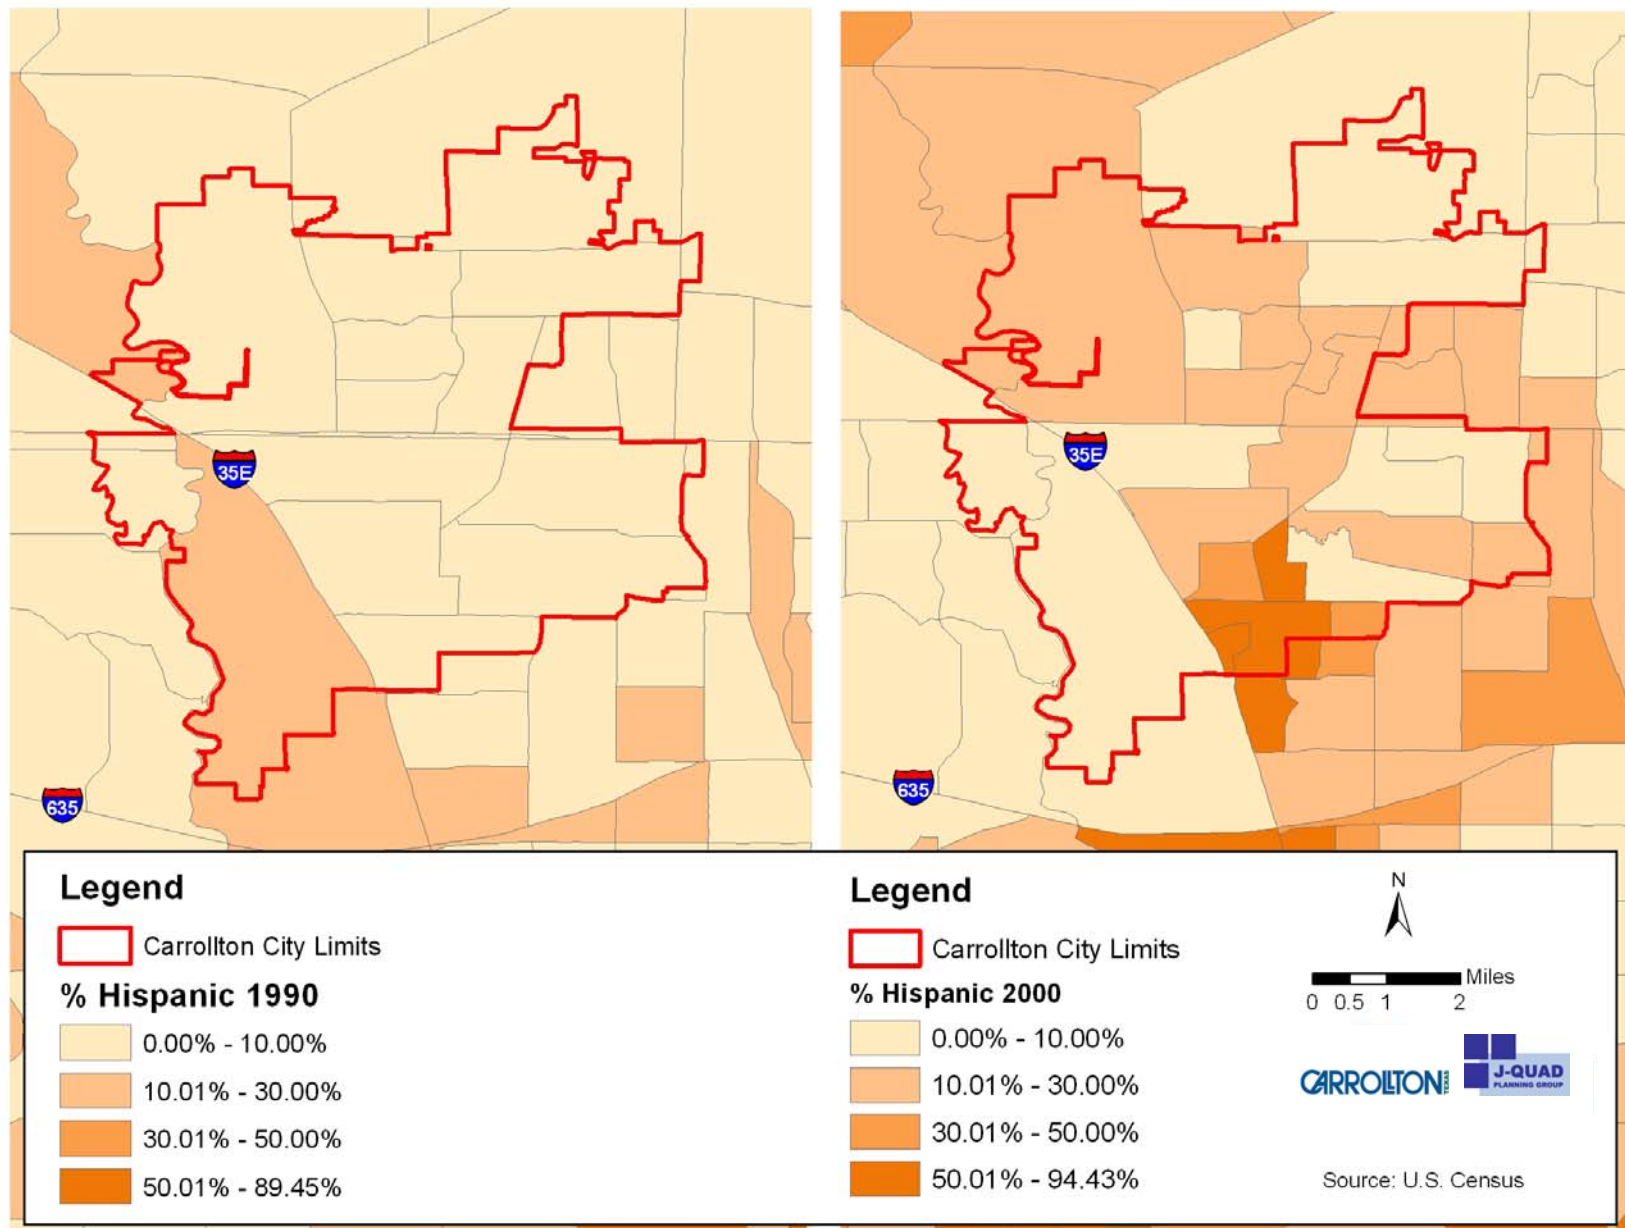 35E
35E
635
635
Legend
Carrollton City Limits
% Hispanic 1990
0.00% - 10.00%
10.01% - 30.00%
30.01% - 50.00%
50.01% - 89.45%
Legend
Carrollton City Limits
% Hispanic 2000
0.00% - 10.00%
10.01% - 30.00%
30.01% - 50.00%
50.01% - 94.43%
N
Miles
0 0.5 1 2
CARROLLTON TEXAS
J-QUAD
PLANNING GROUP
Source: U.S. Census